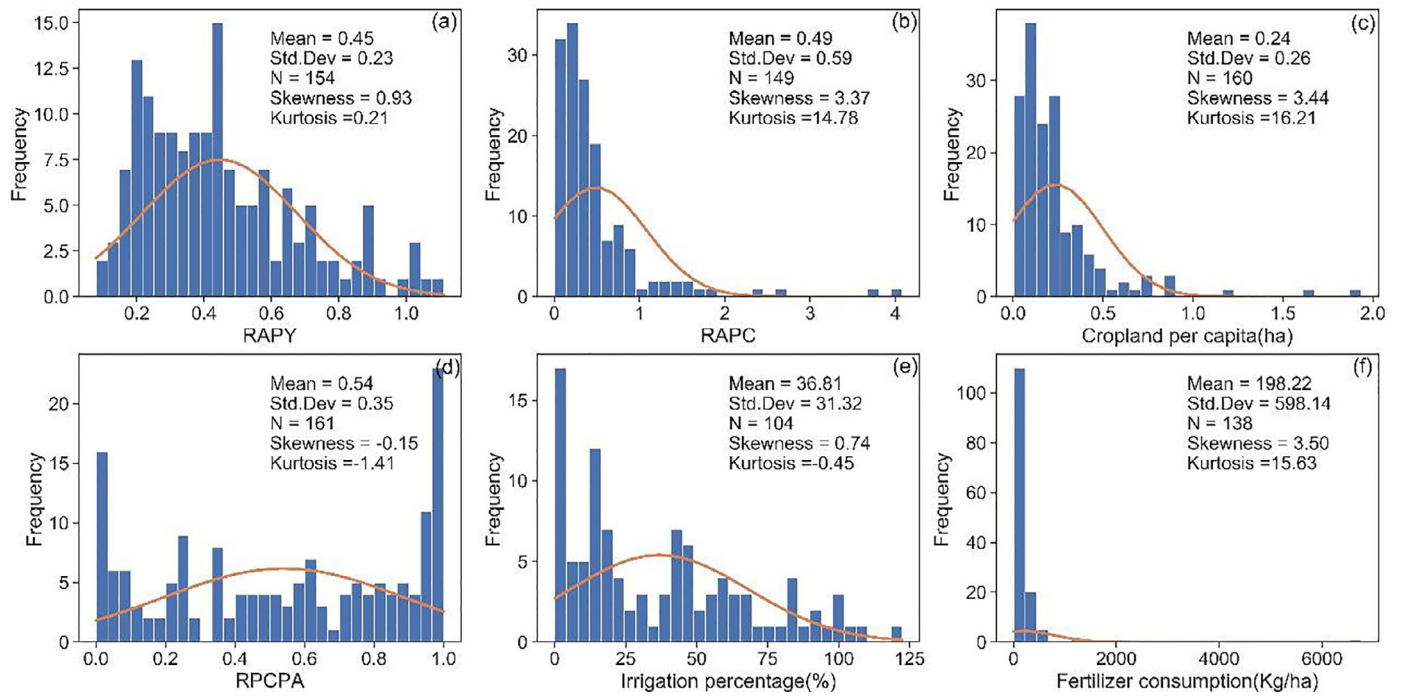 (a)
Mean = 0.45
Std.Dev = 0.23
N = 154
Skewness = 0.93
Kurtosis =0.21
15.0
12.5
10.0
7.5
5.0
2.5
0.0
Frequency
0.2 0.4 0.6 0.8 1.0
RAPY
(b)
Mean = 0.49
Std.Dev = 0.59
N = 149
Skewness = 3.37
Kurtosis =14.78
30
20
10
0
Frequency
0 1 2 3 4
RAPC
(c)
Mean = 0.24
Std.Dev = 0.26
N = 160
Skewness = 3.44
Kurtosis =16.21
30
20
10
0
Frequency
0.0 0.5 1.0 1.5 2.0
Cropland per capita(ha)
(d)
Mean = 0.54
Std.Dev = 0.35
N = 161
Skewness = -0.15
Kurtosis =-1.41
20
15
10
5
0
Frequency
0.0 0.2 0.4 0.6 0.8 1.0
RPCPA
(e)
Mean = 36.81
Std.Dev = 31.32
N = 104
Skewness = 0.74
Kurtosis =-0.45
15
10
5
0
Frequency
0 25 50 75 100 125
Irrigation percentage(%)
(f)
Mean = 198.22
Std.Dev = 598.14
N = 138
Skewness = 3.50
Kurtosis =15.63
100
80
60
40
20
0
Frequency
0 2000 4000 6000
Fertilizer consumption(Kg/ha)